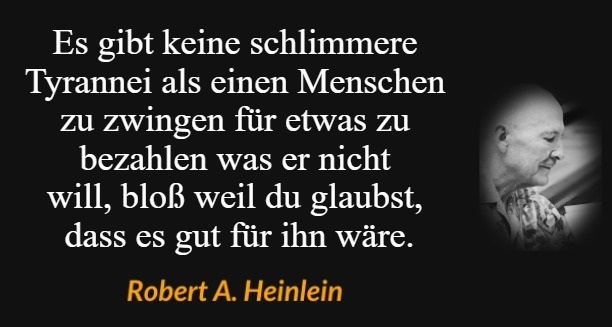 Es gibt keine schlimmere
Tyrannei als einen Menschen
zu zwingen für etwas zu
bezahlen was er nicht
will, bloß weil du glaubst,
dass es gut für ihn wäre.
Robert A. Heinlein